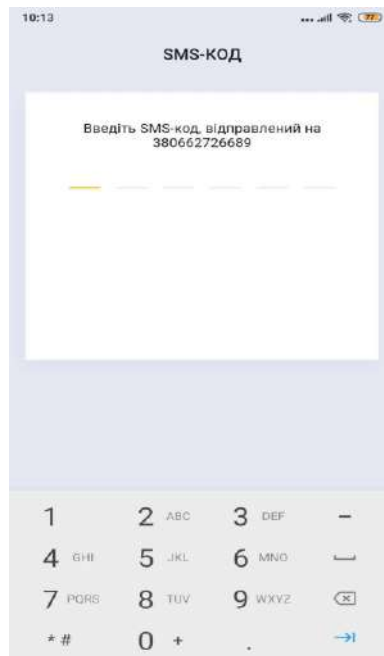 10:13
77
SMS-КОД
Введіть SMS-код, відправлений на
380662726689
1 2 ABC 3 DEF –
4 GHI 5 JKL 6 MNO
7 PQRS 8 TUV 9 WXYZ
* # 0 + .